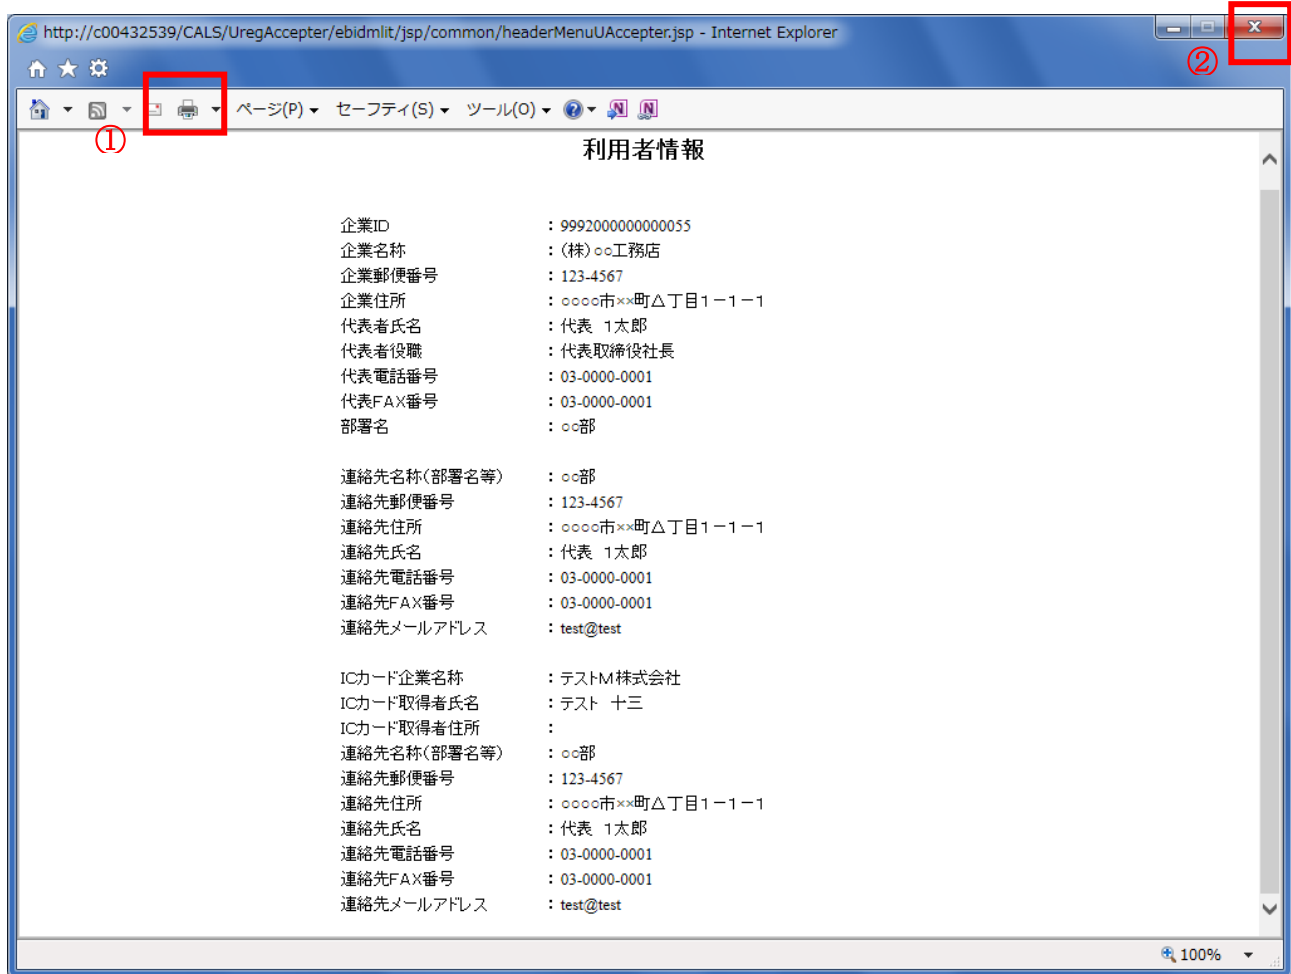 http://c00432539/CALS/UregAccepter/ebidmlit/jsp/common/headerMenuUAccepter.jsp - Internet Explorer
②
ページ(P) セーフティ(S) ツール(O)
①
利用者情報
企業ID ：9992000000000055
企業名称 ：(株)○○工務店
企業郵便番号 ：123-4567
企業住所 ：○○○○市××町△丁目１－１－１
代表者氏名 ：代表　1太郎
代表者役職 ：代表取締役社長
代表電話番号 ：03-0000-0001
代表FAX番号 ：03-0000-0001
部署名 ：○○部
連絡先名称(部署名等) ：○○部
連絡先郵便番号 ：123-4567
連絡先住所 ：○○○○市××町△丁目１－１－１
連絡先氏名 ：代表　1太郎
連絡先電話番号 ：03-0000-0001
連絡先FAX番号 ：03-0000-0001
連絡先メールアドレス ：test@test
ICカード企業名称 ：テストM株式会社
ICカード取得者氏名 ：テスト　十三
ICカード取得者住所 ：
連絡先名称(部署名等) ：○○部
連絡先郵便番号 ：123-4567
連絡先住所 ：○○○○市××町△丁目１－１－１
連絡先氏名 ：代表　1太郎
連絡先電話番号 ：03-0000-0001
連絡先FAX番号 ：03-0000-0001
連絡先メールアドレス ：test@test
100%